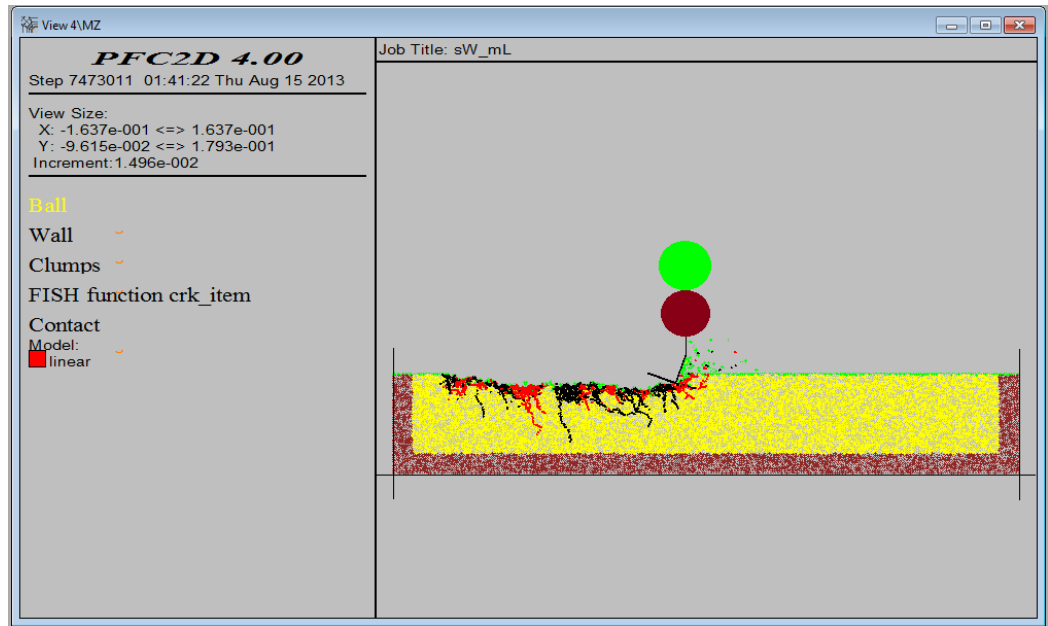 View 4\MZ
PFC2D 4.00
Step 7473011 01:41:22 Thu Aug 15 2013
View Size:
X: -1.637e-001 <=> 1.637e-001
Y: -9.615e-002 <=> 1.793e-001
Increment:1.496e-002
Ball
Wall
Clumps
FISH function crk_item
Contact
Model:
linear
Job Title: sW_mL